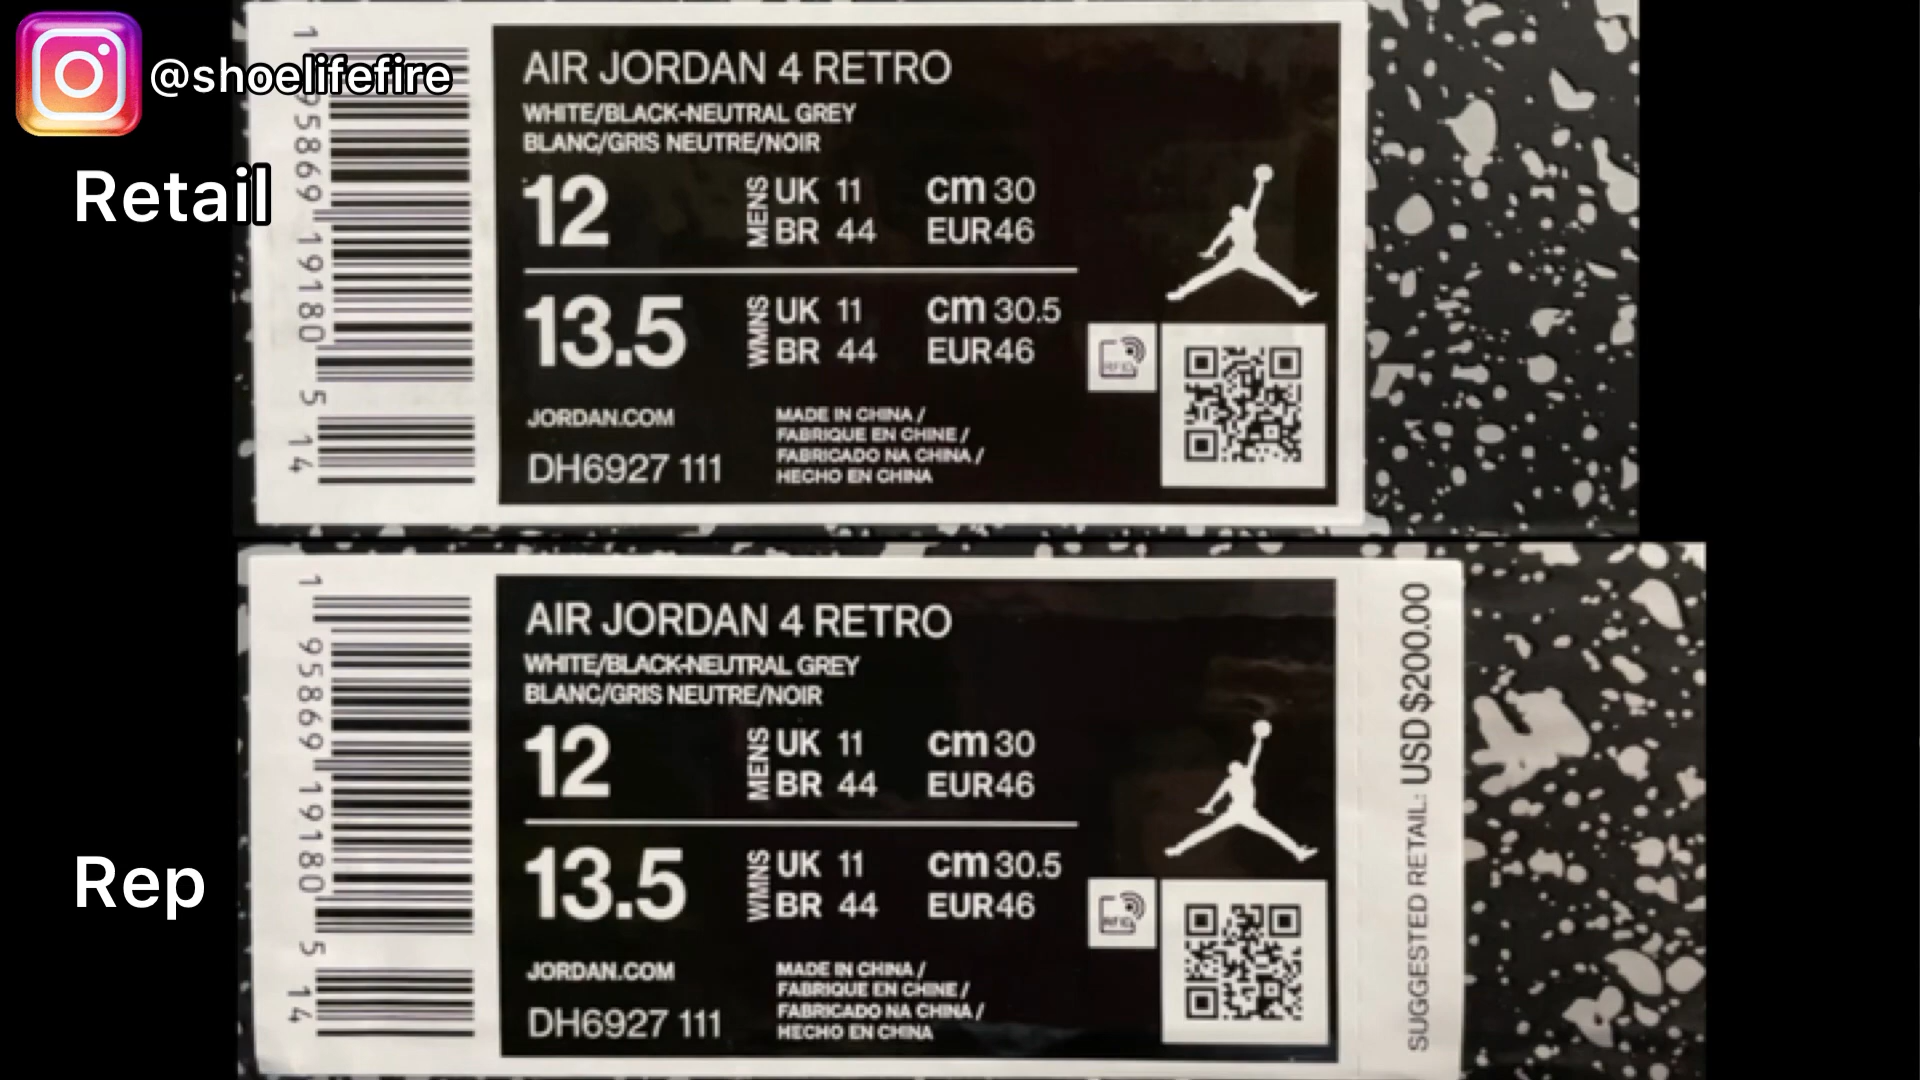 @shoelifefire
Retail
1 95869 19180 5 14
AIR JORDAN 4 RETRO
WHITE/BLACK-NEUTRAL GREY
BLANC/GRIS NEUTRE/NOIR
12 MENS UK 11 cm 30
BR 44 EUR46
13.5 WMNS UK 11 cm 30.5
BR 44 EUR46
RFID
JORDAN.COM
DH6927 111
MADE IN CHINA /
FABRIQUE EN CHINE /
FABRICADO NA CHINA /
HECHO EN CHINA
Rep
1 95869 19180 5 14
AIR JORDAN 4 RETRO
WHITE/BLACK-NEUTRAL GREY
BLANC/GRIS NEUTRE/NOIR
12 MENS UK 11 cm 30
BR 44 EUR46
13.5 WMNS UK 11 cm 30.5
BR 44 EUR46
RFID
JORDAN.COM
DH6927 111
MADE IN CHINA /
FABRIQUE EN CHINE /
FABRICADO NA CHINA /
HECHO EN CHINA
SUGGESTED RETAIL: USD$200.00